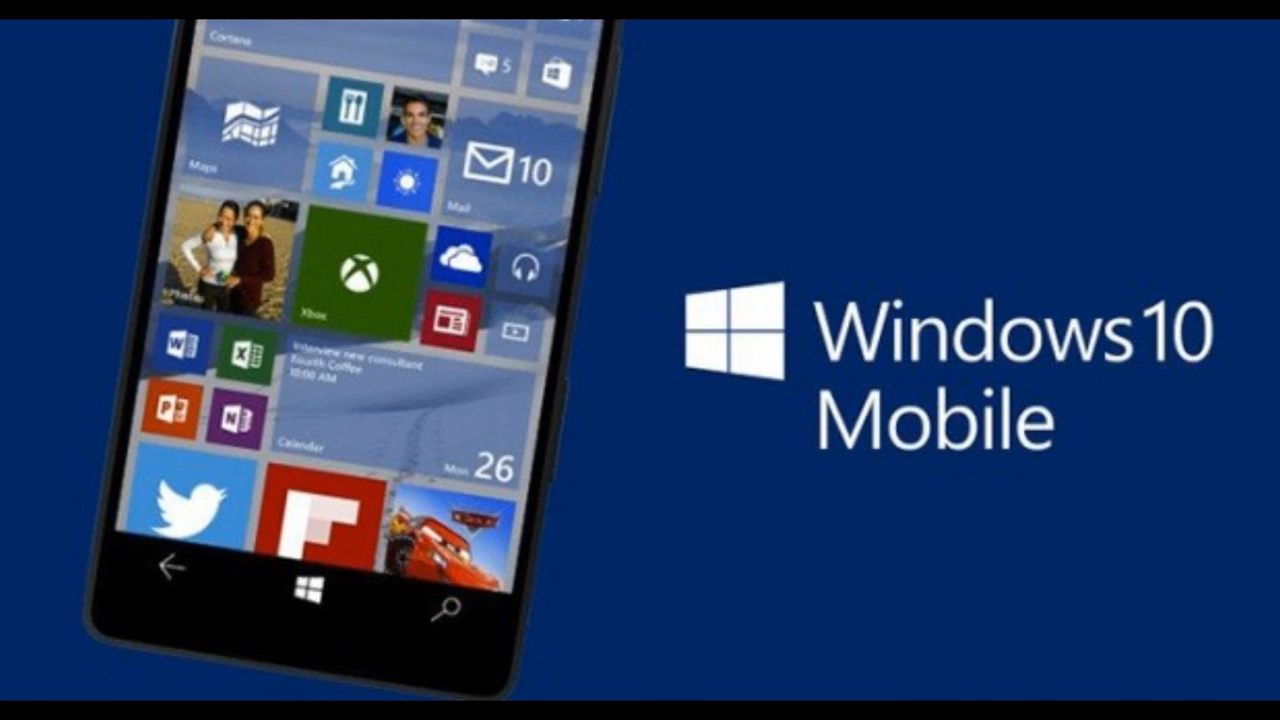 Cortana
5
Maps
10
Mail
Photos
Xbox
Interview new consultant
Fourth Coffee
10:00 AM
Calendar
Mon 26
Windows 10
Mobile